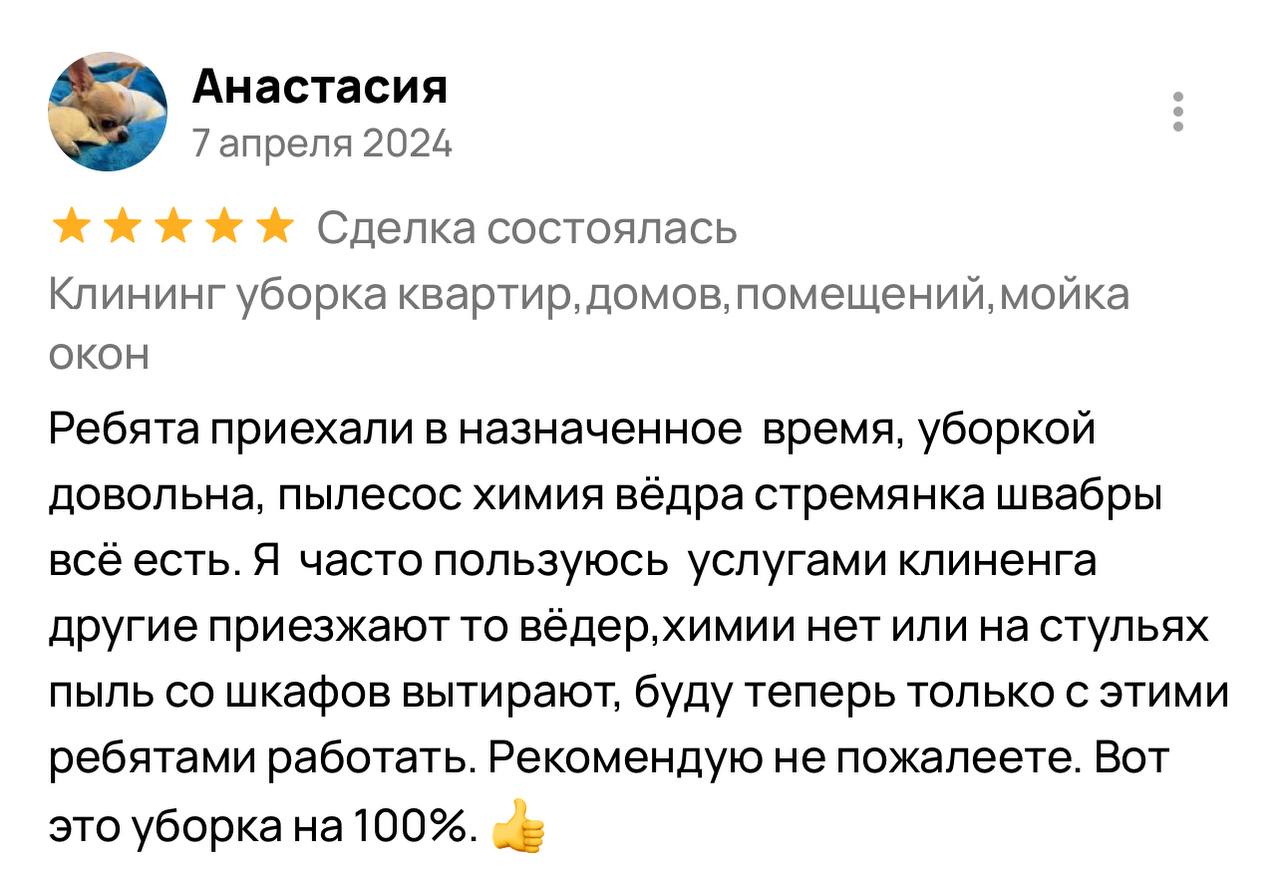 Анастасия
7 апреля 2024
Сделка состоялась
Клининг уборка квартир,домов,помещений,мойка
окон
Ребята приехали в назначенное  время, уборкой
довольна, пылесос химия вёдра стремянка швабры
всё есть. Я  часто пользуюсь  услугами клиненга
другие приезжают то вёдер,химии нет или на стульях
пыль со шкафов вытирают, буду теперь только с этими
ребятами работать. Рекомендую не пожалеете. Вот
это уборка на 100%. 👍